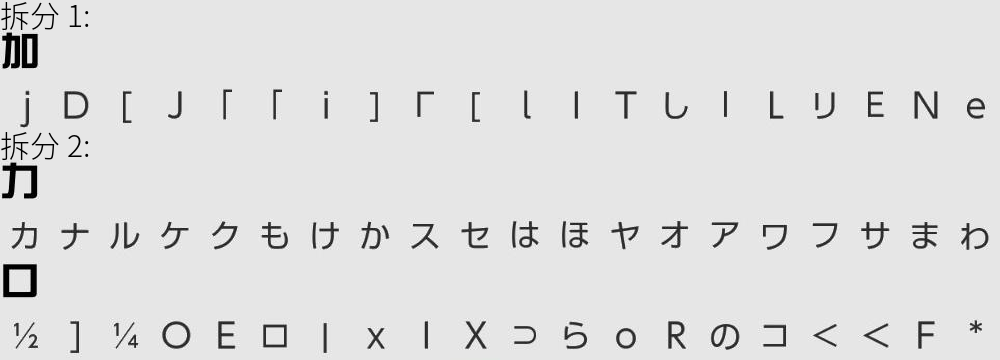 拆分 1:
加
j D [ J 「 「 i ] Γ [ l I T し l L リ E N e
拆分 2:
力
カ ナ ル ケ ク も け か ス セ は ほ ヤ オ ア ワ フ サ ま わ
口
½ ] ¼ 〇 E ロ | x l X ⊃ ら o R の コ < < F *